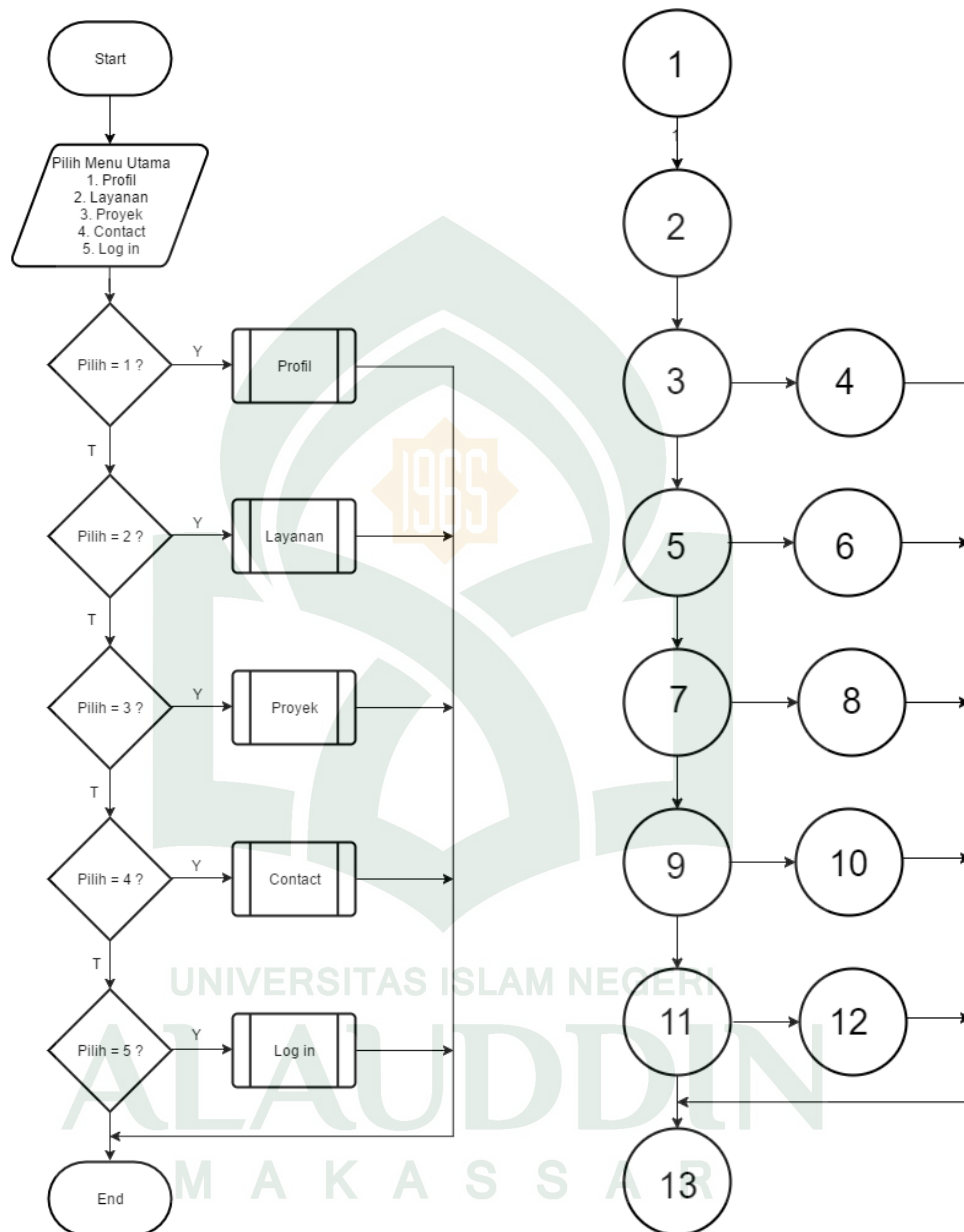 Start
Pilih Menu Utama
1. Profil
2. Layanan
3. Proyek
4. Contact
5. Log in
Pilih = 1 ?
Y
Profil
T
Pilih = 2 ?
Y
Layanan
T
Pilih = 3 ?
Y
Proyek
T
Pilih = 4 ?
Y
Contact
T
Pilih = 5 ?
Y
Log in
End
1
1
2
3
4
5
6
7
8
9
10
11
12
13
1965
UNIVERSITAS ISLAM NEGERI
ALAUDDIN
MAKASSAR